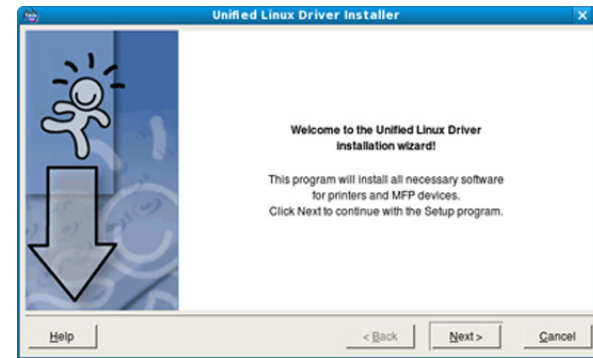 Unified Linux Driver Installer
Welcome to the Unified Linux Driver
installation wizard!
This program will install all necessary software
for printers and MFP devices.
Click Next to continue with the Setup program.
Help
< Back
Next >
Cancel